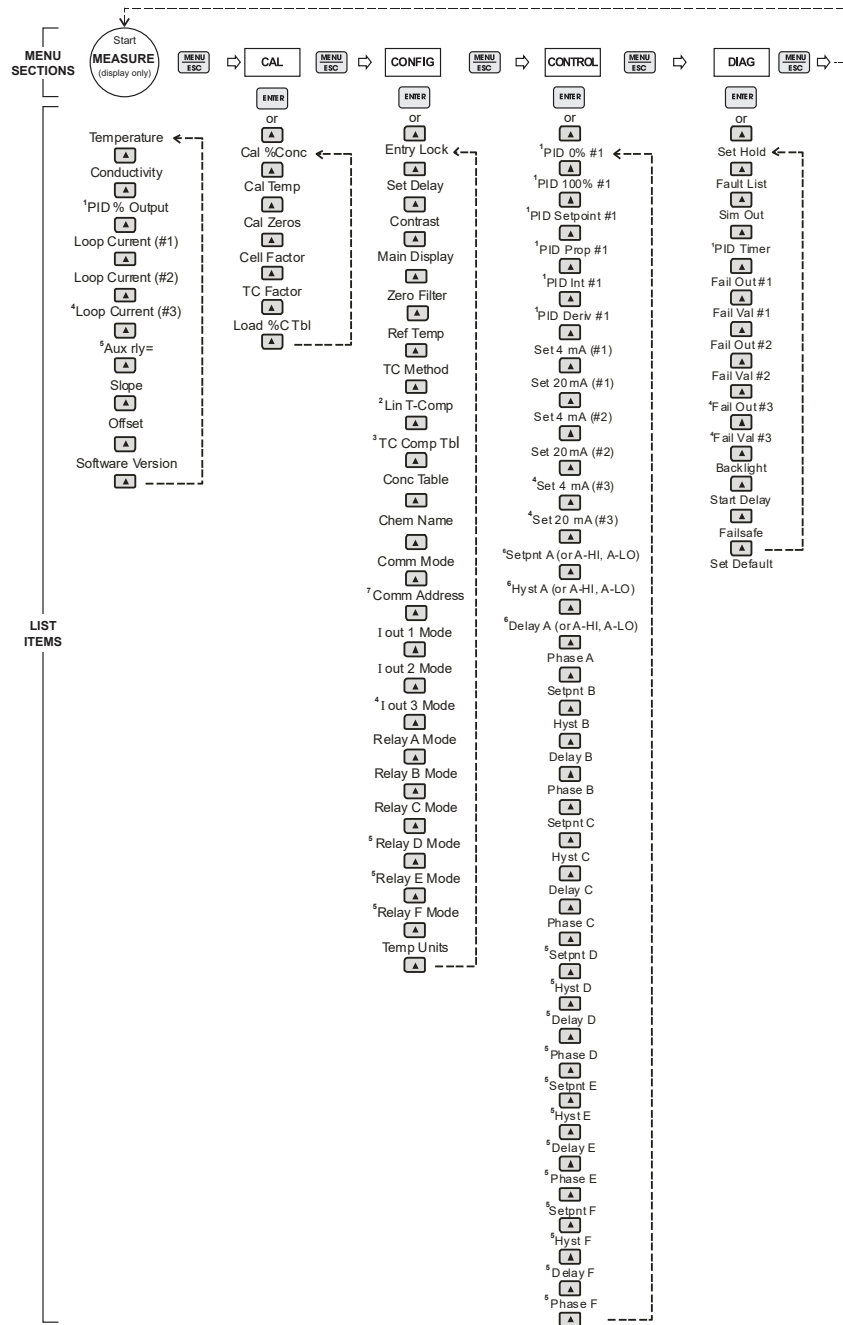 MENU
SECTIONS
Start
MEASURE
(display only)
MENU
ESC
CAL
MENU
ESC
CONFIG
MENU
ESC
CONTROL
MENU
ESC
DIAG
MENU
ESC
LIST
ITEMS
Temperature
Conductivity
¹PID % Output
Loop Current (#1)
Loop Current (#2)
⁴Loop Current (#3)
⁵Aux rly=
Slope
Offset
Software Version
ENTER
or
Cal %Conc
Cal Temp
Cal Zeros
Cell Factor
TC Factor
Load %C Tbl
ENTER
or
Entry Lock
Set Delay
Contrast
Main Display
Zero Filter
Ref Temp
TC Method
²Lin T-Comp
³TC Comp Tbl
Conc Table
Chem Name
Comm Mode
⁷Comm Address
I out 1 Mode
I out 2 Mode
⁴I out 3 Mode
Relay A Mode
Relay B Mode
Relay C Mode
⁵Relay D Mode
⁵Relay E Mode
⁵Relay F Mode
Temp Units
ENTER
or
¹PID 0% #1
¹PID 100% #1
¹PID Setpoint #1
¹PID Prop #1
¹PID Int #1
¹PID Deriv #1
Set 4 mA (#1)
Set 20 mA (#1)
Set 4 mA (#2)
Set 20 mA (#2)
⁴Set 4 mA (#3)
⁴Set 20 mA (#3)
⁶Setpnt A (or A-HI, A-LO)
⁶Hyst A (or A-HI, A-LO)
⁶Delay A (or A-HI, A-LO)
Phase A
Setpnt B
Hyst B
Delay B
Phase B
Setpnt C
Hyst C
Delay C
Phase C
⁵Setpnt D
⁵Hyst D
⁵Delay D
⁵Phase D
⁵Setpnt E
⁵Hyst E
⁵Delay E
⁵Phase E
⁵Setpnt F
⁵Hyst F
⁵Delay F
⁵Phase F
ENTER
or
Set Hold
Fault List
Sim Out
¹PID Timer
Fail Out #1
Fail Val #1
Fail Out #2
Fail Val #2
⁴Fail Out #3
⁴Fail Val #3
Backlight
Start Delay
Failsafe
Set Default